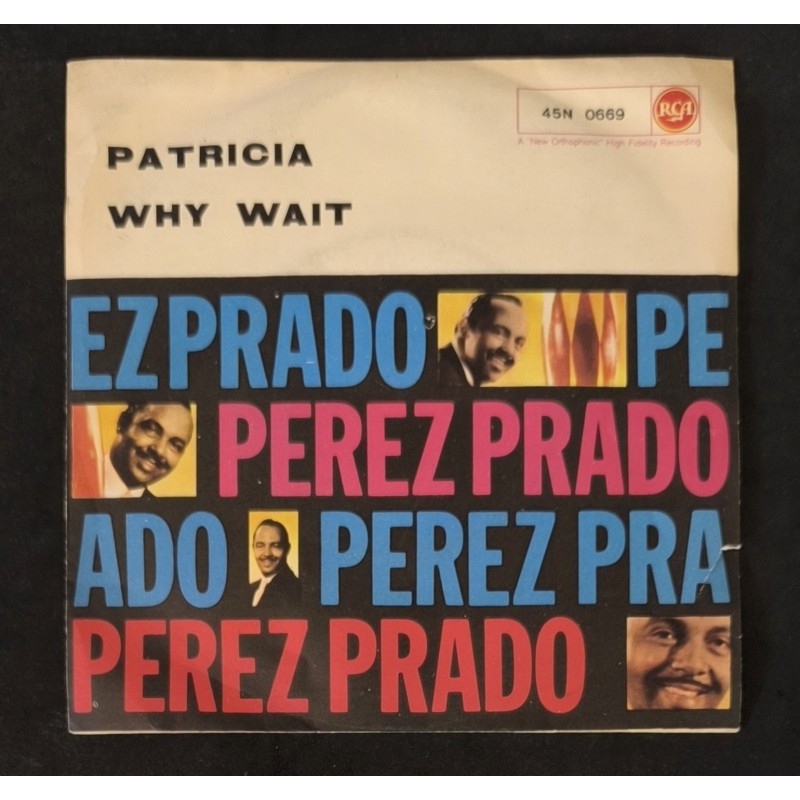 45N 0669
RCA
A "New Orthophonic" High Fidelity Recording
PATRICIA
WHY WAIT
EZ PRADO PE
PEREZ PRADO
ADO PEREZ PRA
PEREZ PRADO